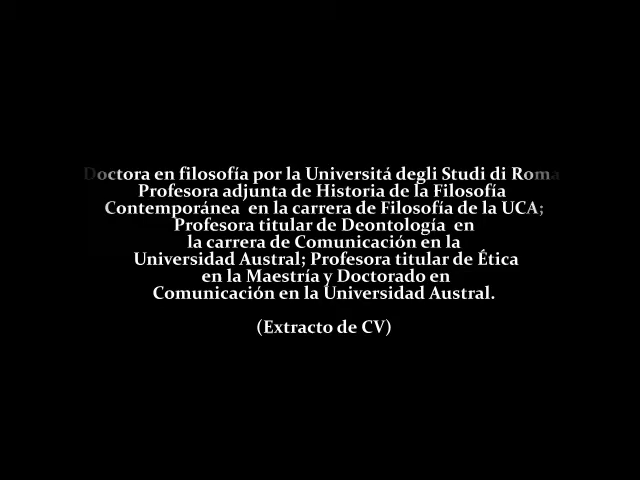 Doctora en filosofía por la Universitá degli Studi di Roma
Profesora adjunta de Historia de la Filosofía
Contemporánea en la carrera de Filosofía de la UCA;
Profesora titular de Deontología en
la carrera de Comunicación en la
Universidad Austral; Profesora titular de Ética
en la Maestría y Doctorado en
Comunicación en la Universidad Austral.
(Extracto de CV)